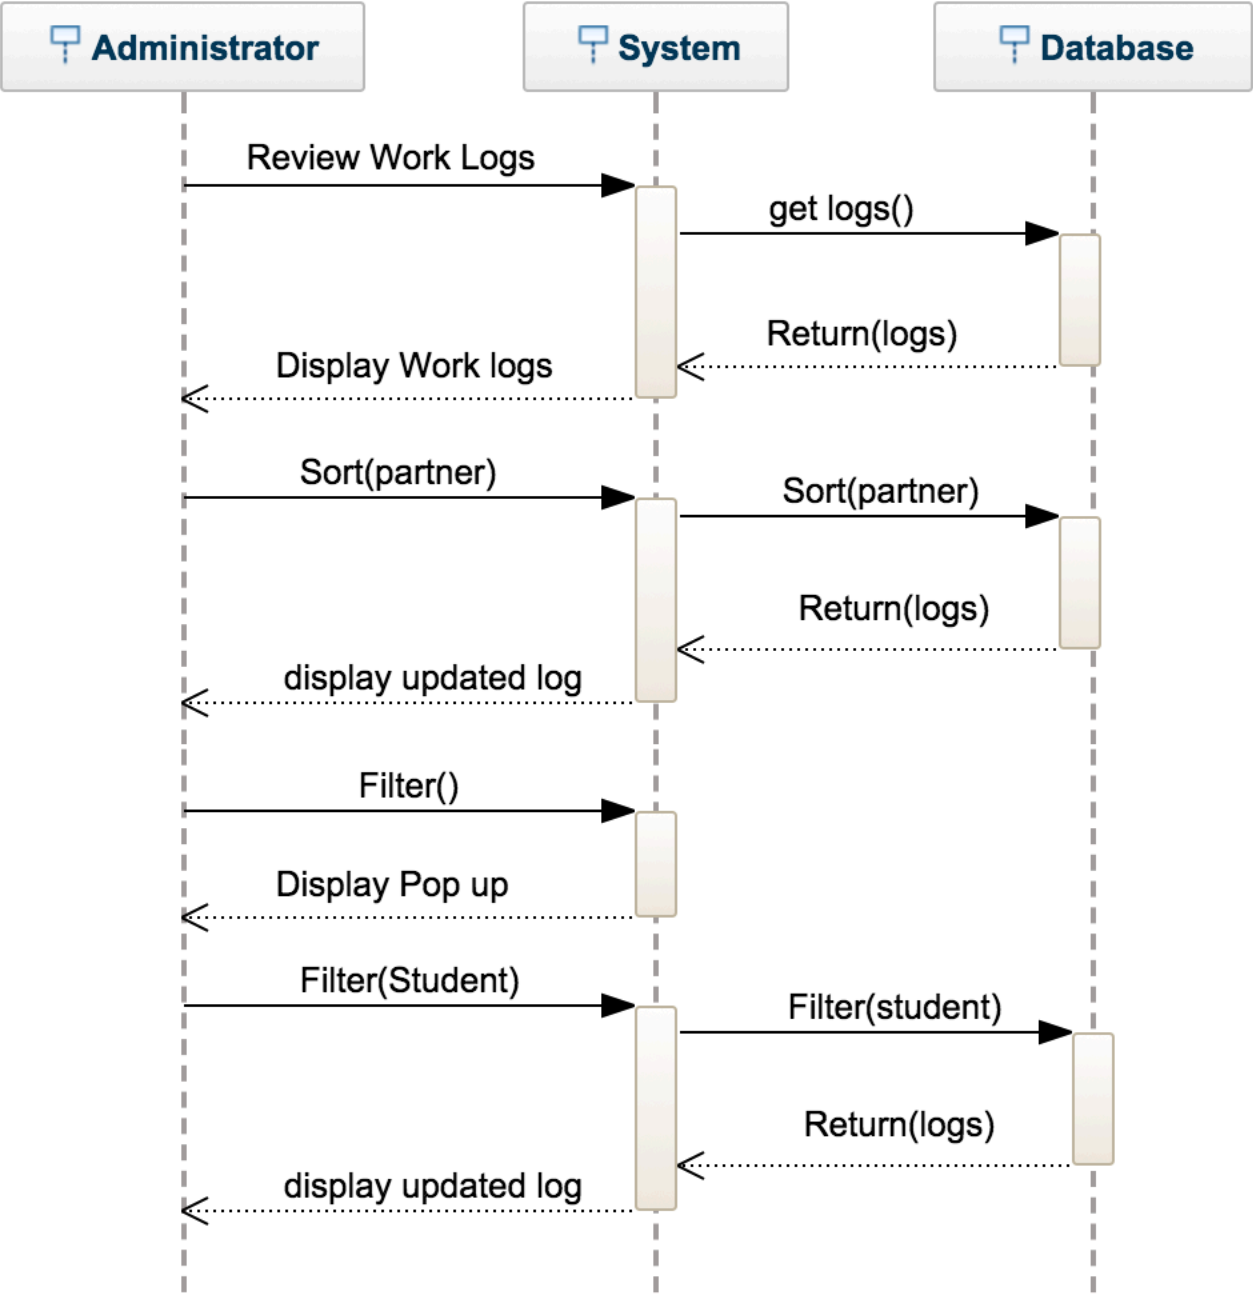 Administrator
System
Database
Review Work Logs
get logs()
Return(logs)
Display Work logs
Sort(partner)
Sort(partner)
Return(logs)
display updated log
Filter()
Display Pop up
Filter(Student)
Filter(student)
Return(logs)
display updated log